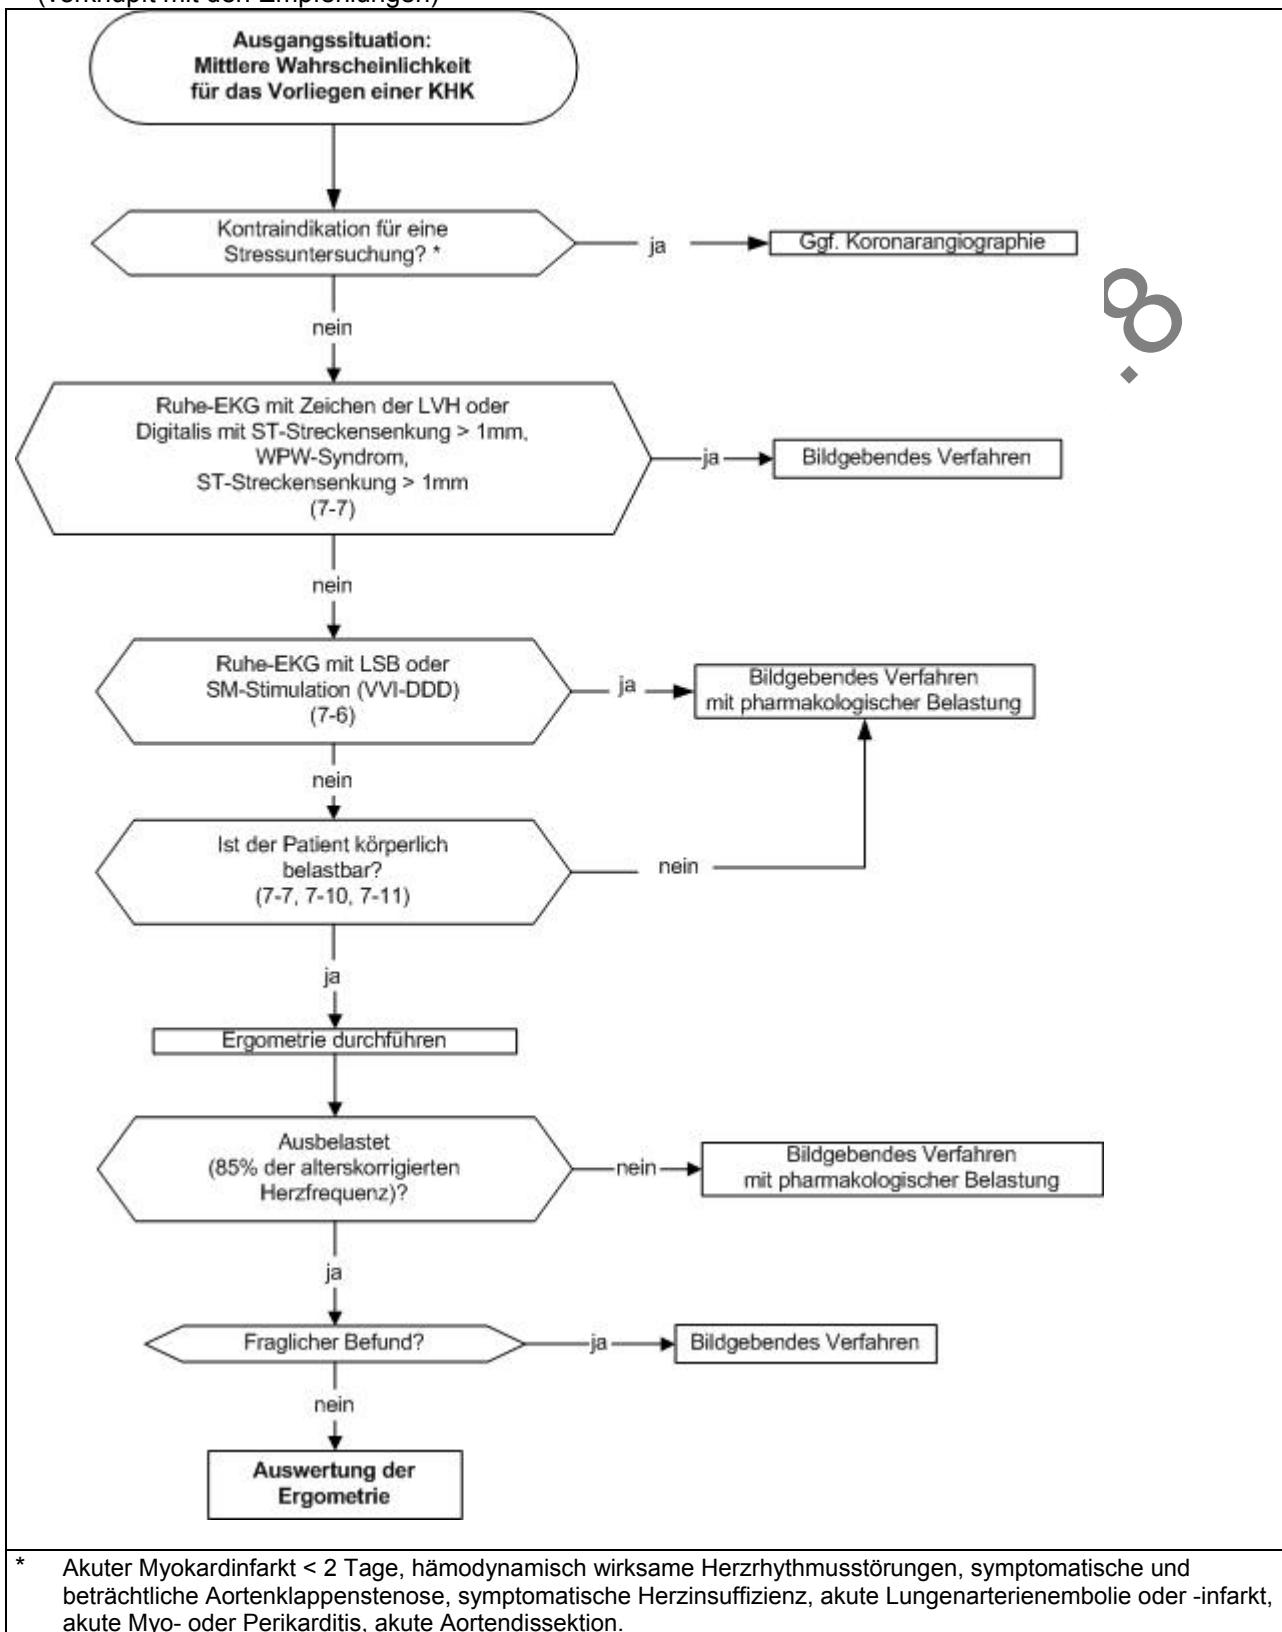 (verknüpft mit den Empfehlungen)
Ausgangssituation:
Mittlere Wahrscheinlichkeit
für das Vorliegen einer KHK
Kontraindikation für eine
Stressuntersuchung? *
ja
Ggf. Koronarangiographie
nein
8
Ruhe-EKG mit Zeichen der LVH oder
Digitalis mit ST-Streckensenkung > 1mm,
WPW-Syndrom,
ST-Streckensenkung > 1mm
(7-7)
ja
Bildgebendes Verfahren
nein
Ruhe-EKG mit LSB oder
SM-Stimulation (VVI-DDD)
(7-6)
ja
Bildgebendes Verfahren
mit pharmakologischer Belastung
nein
Ist der Patient körperlich
belastbar?
(7-7, 7-10, 7-11)
nein
ja
Ergometrie durchführen
Ausbelastet
(85% der alterskorrigierten
Herzfrequenz)?
nein
Bildgebendes Verfahren
mit pharmakologischer Belastung
ja
Fraglicher Befund?
ja
Bildgebendes Verfahren
nein
Auswertung der
Ergometrie
* Akuter Myokardinfarkt < 2 Tage, hämodynamisch wirksame Herzrhythmusstörungen, symptomatische und
beträchtliche Aortenklappenstenose, symptomatische Herzinsuffizienz, akute Lungenarterienembolie oder -infarkt,
akute Myo- oder Perikarditis, akute Aortendissektion.